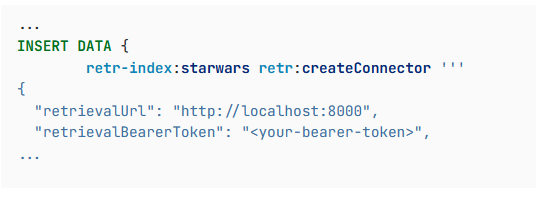 ...
INSERT DATA {
        retr-index:starwars retr:createConnector '''
{
  "retrievalUrl": "http://localhost:8000",
  "retrievalBearerToken": "<your-bearer-token>",
...